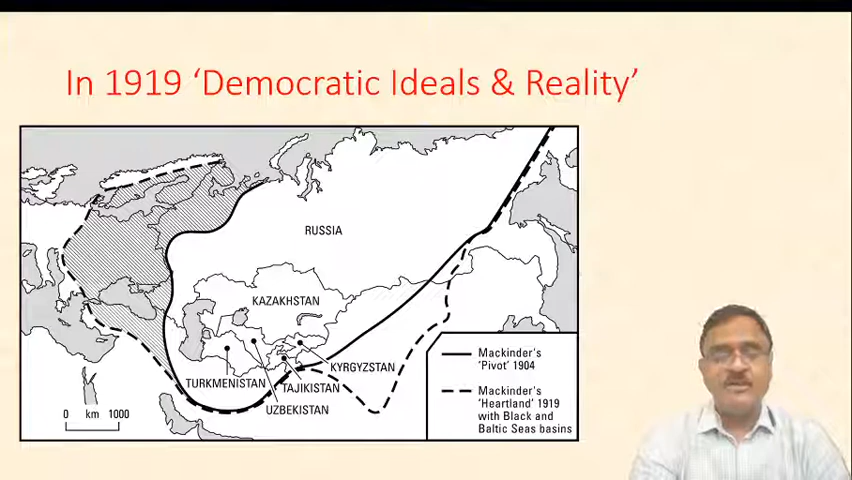 In 1919 ‘Democratic Ideals & Reality’
RUSSIA
KAZAKHSTAN
KYRGYZSTAN
TURKMENISTAN
TAJIKISTAN
UZBEKISTAN
0 km 1000
Mackinder's
'Pivot' 1904
Mackinder's
'Heartland' 1919
with Black and
Baltic Seas basins